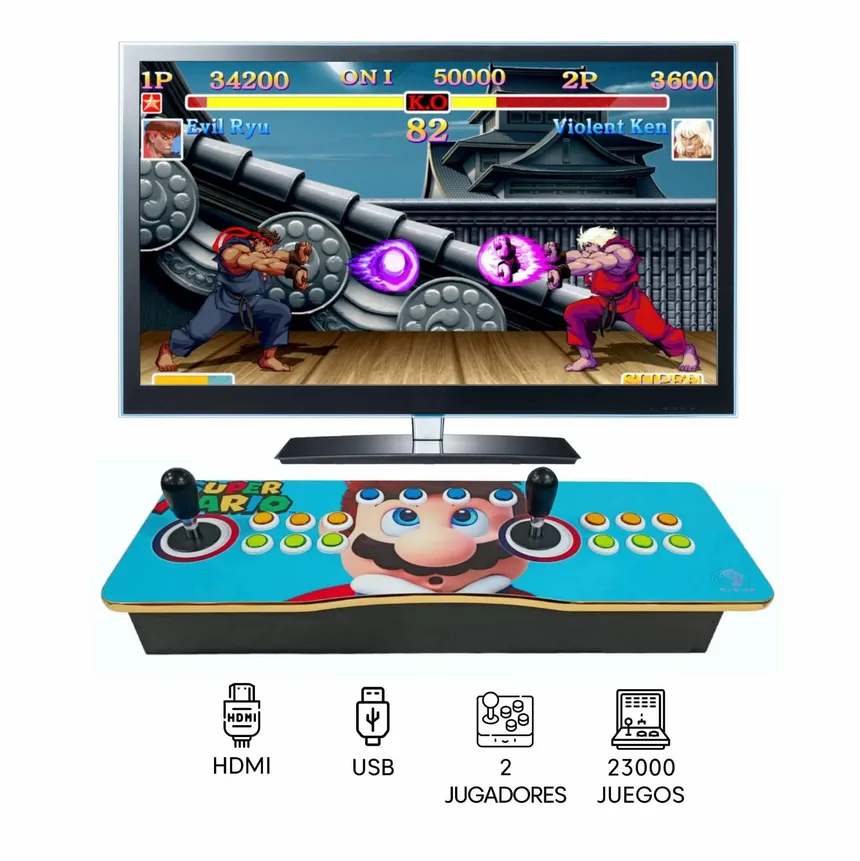 1P 34200 ON I 50000 2P 3600
K.O
Evil Ryu 82 Violent Ken
SUPER
SUPER
MARIO
HDMI
HDMI
USB
2
JUGADORES
23000
JUEGOS